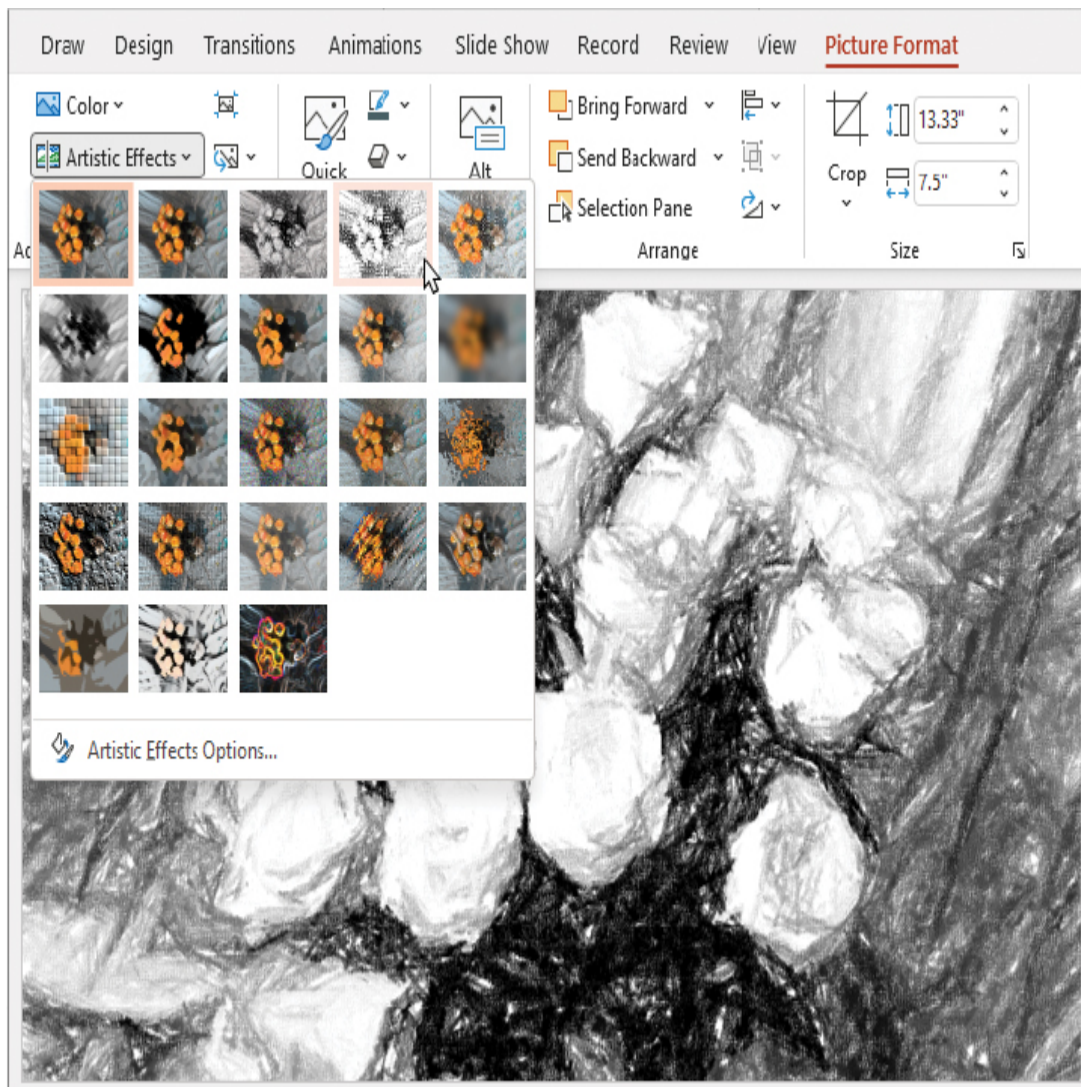 Draw Design Transitions Animations Slide Show Record Review View Picture Format
Color
Artistic Effects
Quick
Alt
Bring Forward
Send Backward
Selection Pane
Arrange
Crop
13.33"
7.5"
Size
Artistic Effects Options...